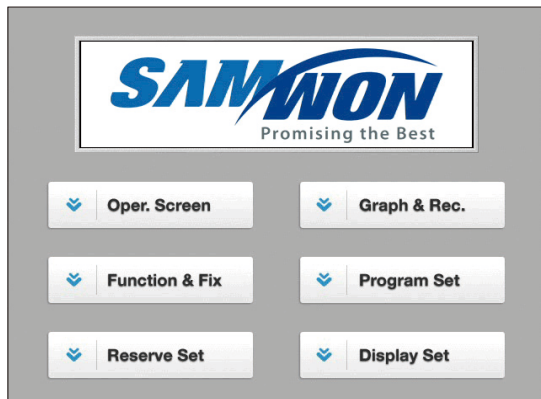 SAMWON
Promising the Best
Oper. Screen
Graph & Rec.
Function & Fix
Program Set
Reserve Set
Display Set